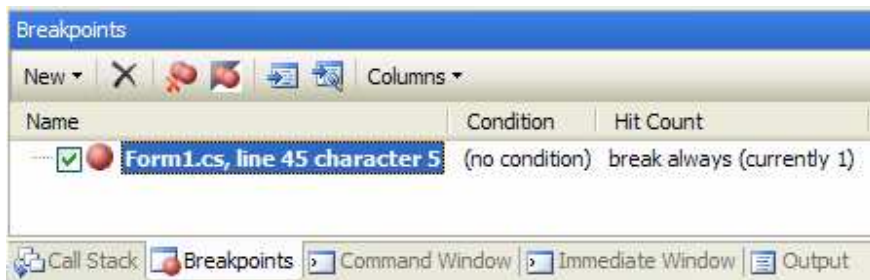 Breakpoints
New Columns
Name Condition Hit Count
Form1.cs, line 45 character 5 (no condition) break always (currently 1)
Call Stack Breakpoints Command Window Immediate Window Output